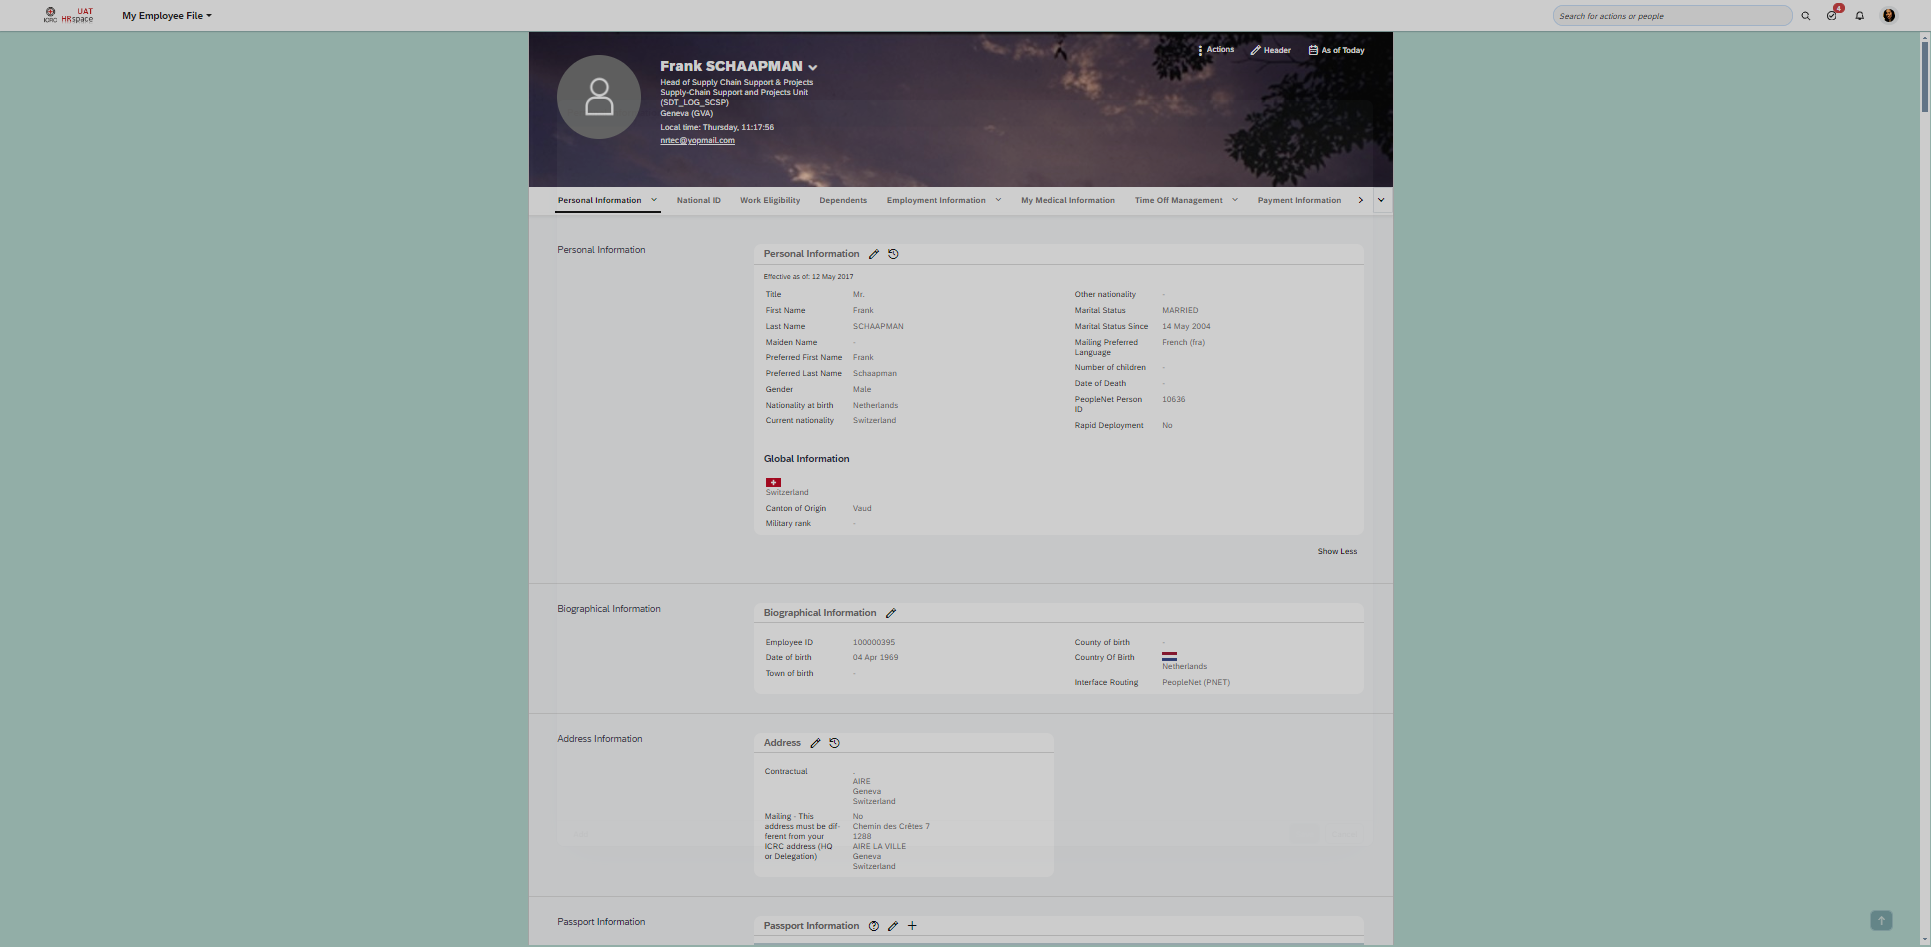 ICRC
UAT
HRspace
My Employee File
Search for actions or people
4
Actions
Header
As of Today
Frank SCHAAPMAN
Head of Supply Chain Support & Projects
Supply-Chain Support and Projects Unit
(SDT_LOG_SCSP)
Geneva (GVA)
Local time: Thursday, 11:17:56
nrtec@yopmail.com
Personal Information
National ID
Work Eligibility
Dependents
Employment Information
My Medical Information
Time Off Management
Payment Information
Personal Information
Personal Information
Effective as of: 12 May 2017
Title Mr.
First Name Frank
Last Name SCHAAPMAN
Maiden Name -
Preferred First Name Frank
Preferred Last Name Schaapman
Gender Male
Nationality at birth Netherlands
Current nationality Switzerland
Other nationality -
Marital Status MARRIED
Marital Status Since 14 May 2004
Mailing Preferred French (fra)
Language
Number of children -
Date of Death -
PeopleNet Person 10636
ID
Rapid Deployment No
Global Information
Switzerland
Canton of Origin Vaud
Military rank -
Show Less
Biographical Information
Biographical Information
Employee ID 100000395
Date of birth 04 Apr 1969
Town of birth -
County of birth -
Country Of Birth
Netherlands
Interface Routing PeopleNet (PNET)
Address Information
Address
Contractual .
AIRE
Geneva
Switzerland
Mailing - This No
address must be dif- Chemin des Crêtes 7
ferent from your 1288
ICRC address (HQ AIRE LA VILLE
or Delegation) Geneva
Switzerland
Passport Information
Passport Information